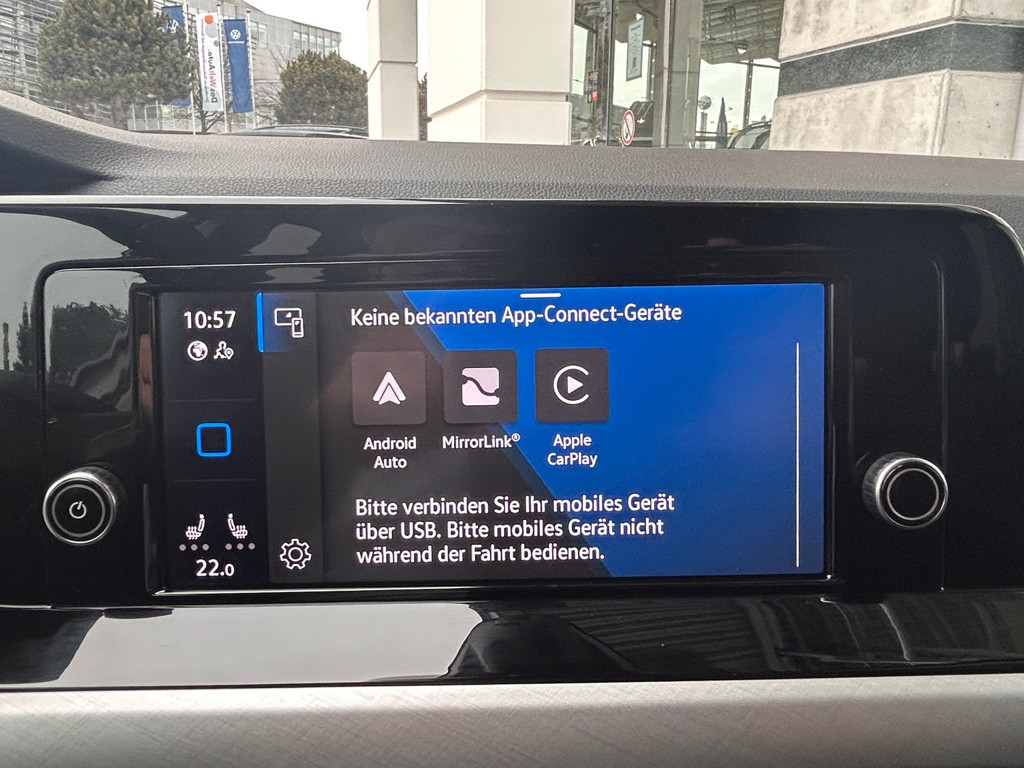 DasWeltAuto
10:57
Keine bekannten App-Connect-Geräte
Android
Auto
MirrorLink®
Apple
CarPlay
Bitte verbinden Sie Ihr mobiles Gerät
über USB. Bitte mobiles Gerät nicht
während der Fahrt bedienen.
22.0